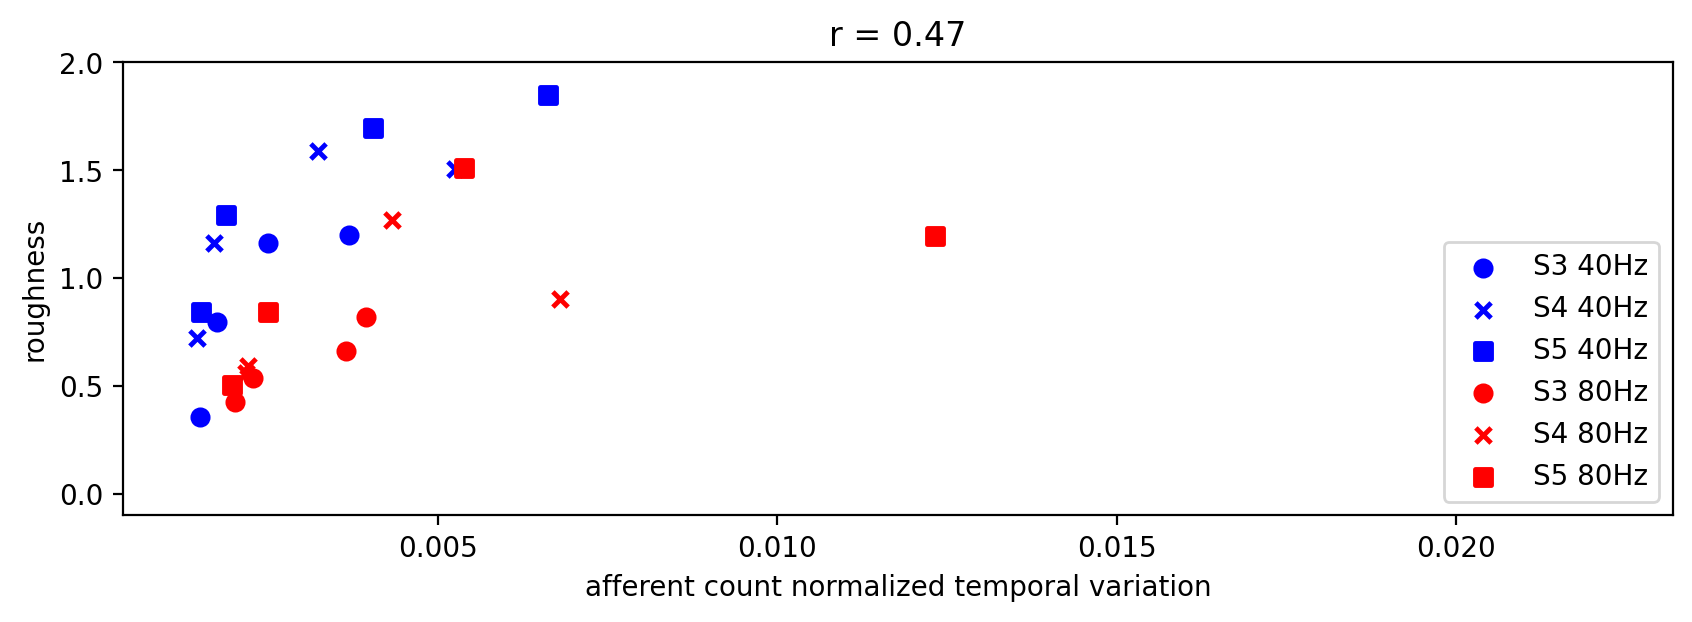 r = 0.47
2.0
1.5
1.0
0.5
0.0
roughness
S3 40Hz
S4 40Hz
S5 40Hz
S3 80Hz
S4 80Hz
S5 80Hz
0.005 0.010 0.015 0.020
afferent count normalized temporal variation